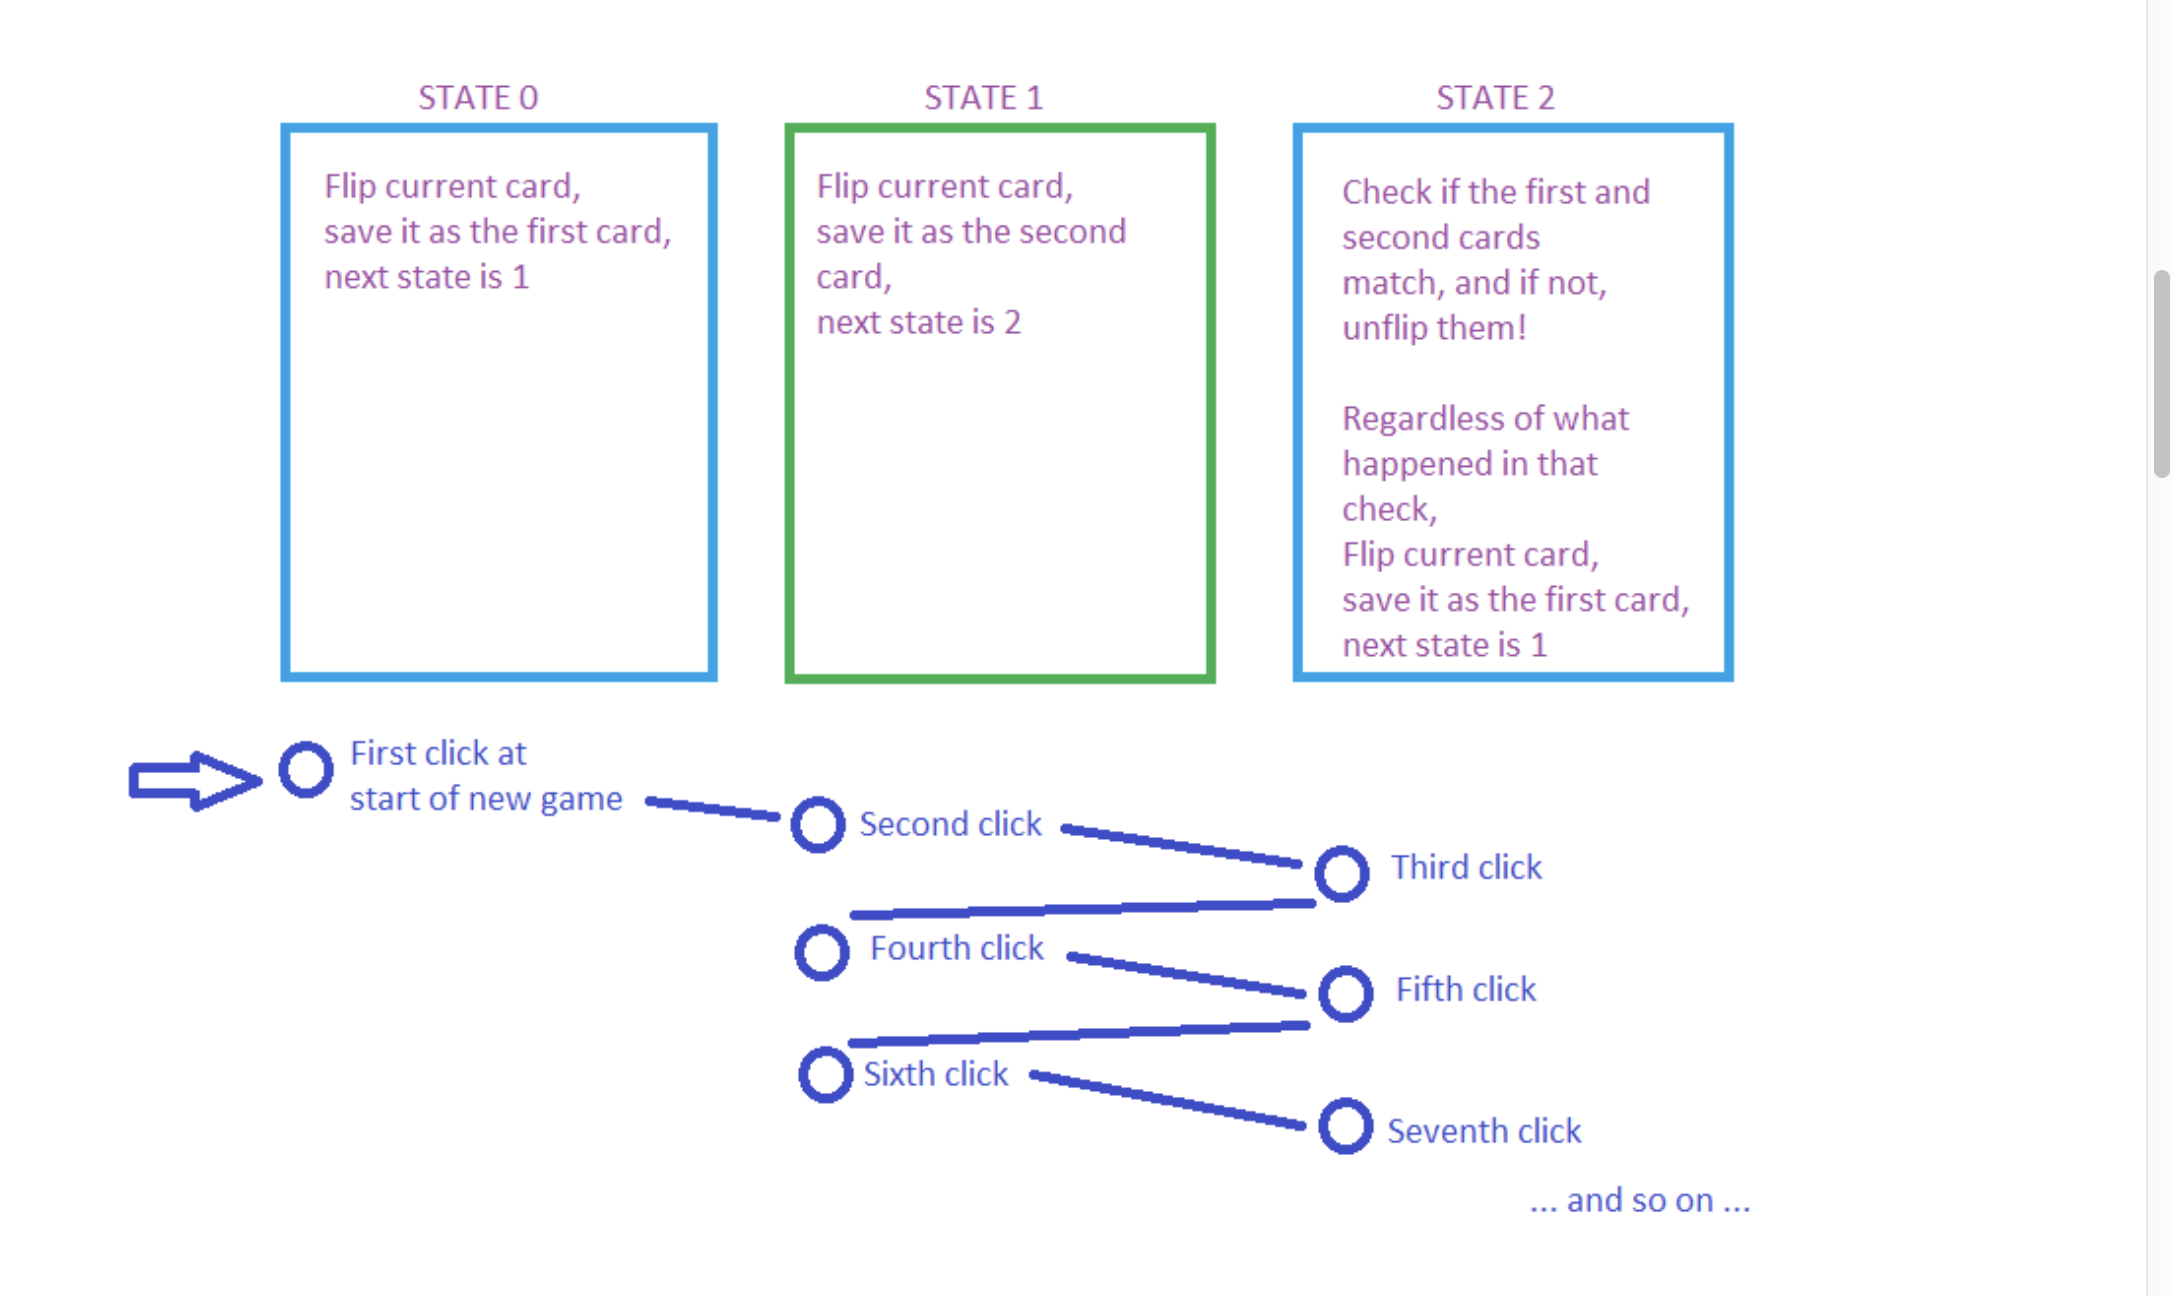 STATE 0
Flip current card,
save it as the first card,
next state is 1
STATE 1
Flip current card,
save it as the second
card,
next state is 2
STATE 2
Check if the first and
second cards
match, and if not,
unflip them!
Regardless of what
happened in that
check,
Flip current card,
save it as the first card,
next state is 1
First click at
start of new game
Second click
Third click
Fourth click
Fifth click
Sixth click
Seventh click
... and so on ...